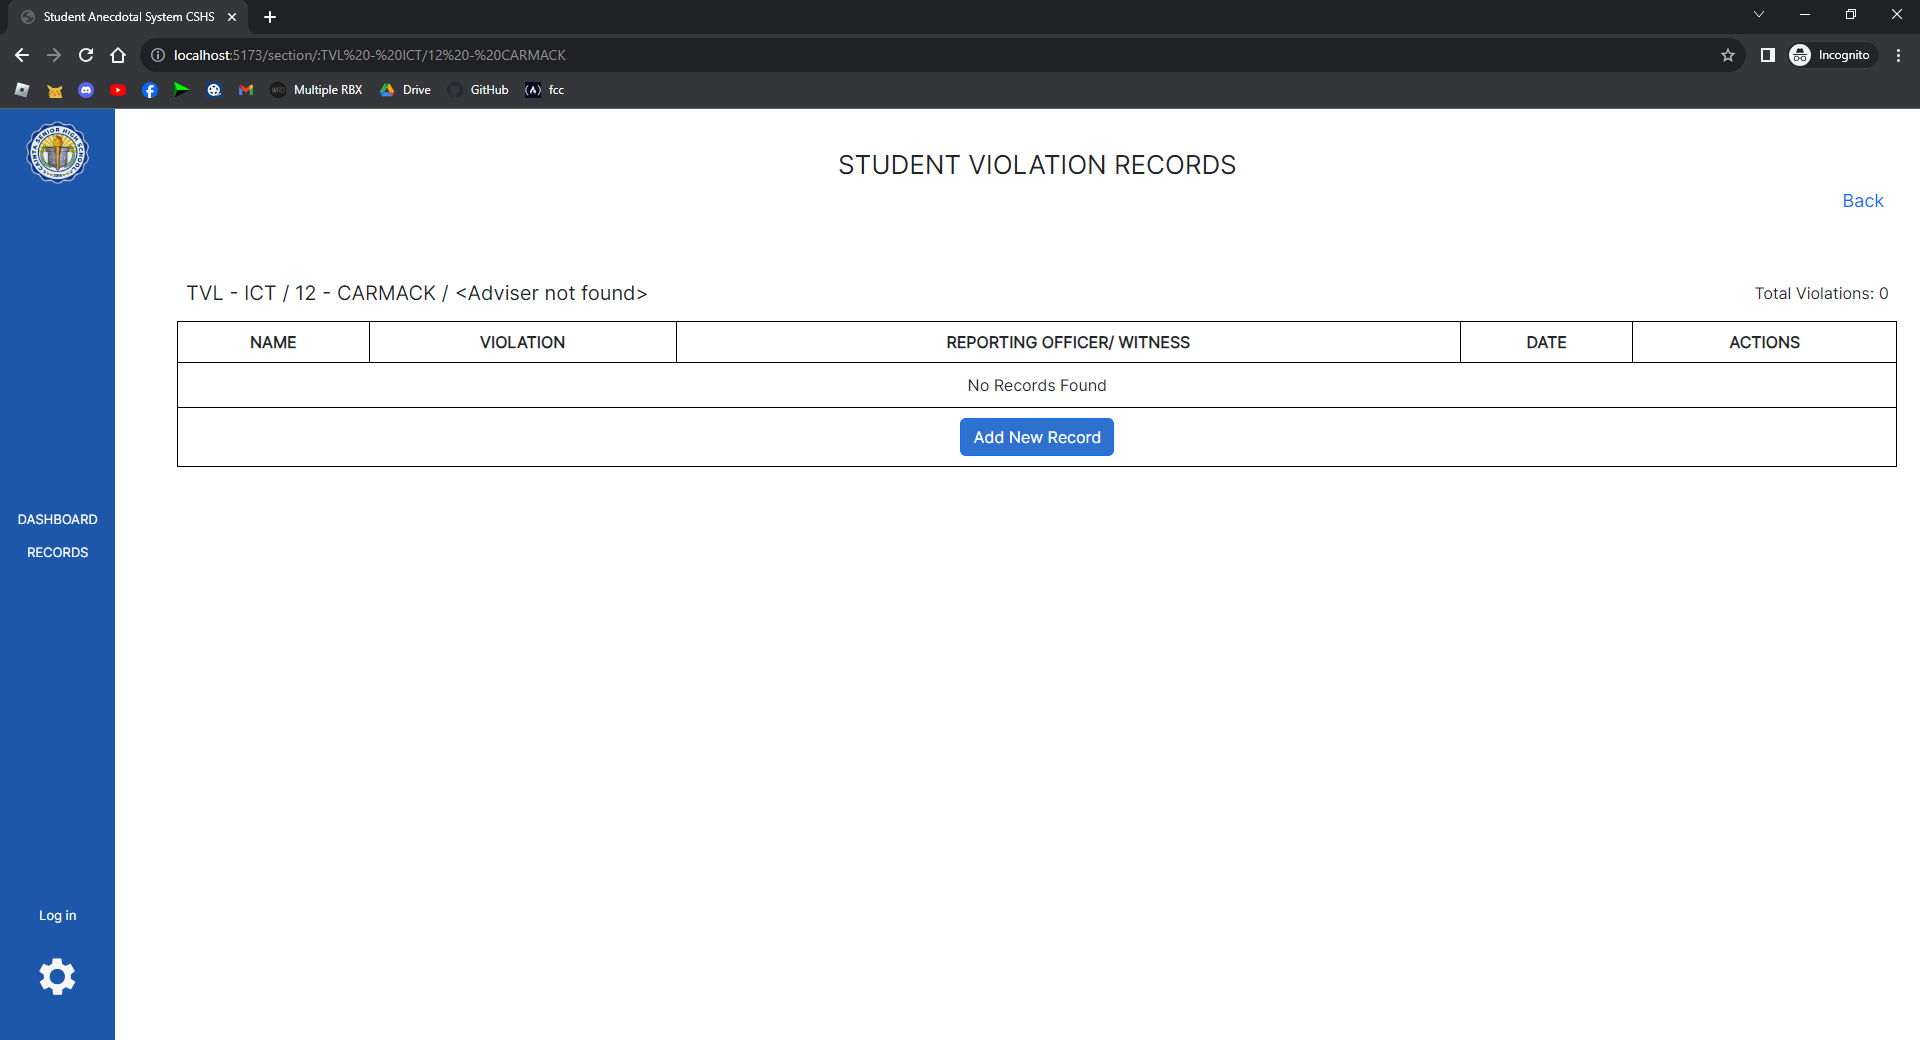 Student Anecdotal System CSHS
localhost:5173/section/:TVL%20-%20ICT/12%20-%20CARMACK
Incognito
Multiple RBX
Drive
GitHub
fcc
STUDENT VIOLATION RECORDS
Back
TVL - ICT / 12 - CARMACK / <Adviser not found>
Total Violations: 0
NAME
VIOLATION
REPORTING OFFICER/ WITNESS
DATE
ACTIONS
No Records Found
Add New Record
DASHBOARD
RECORDS
Log in